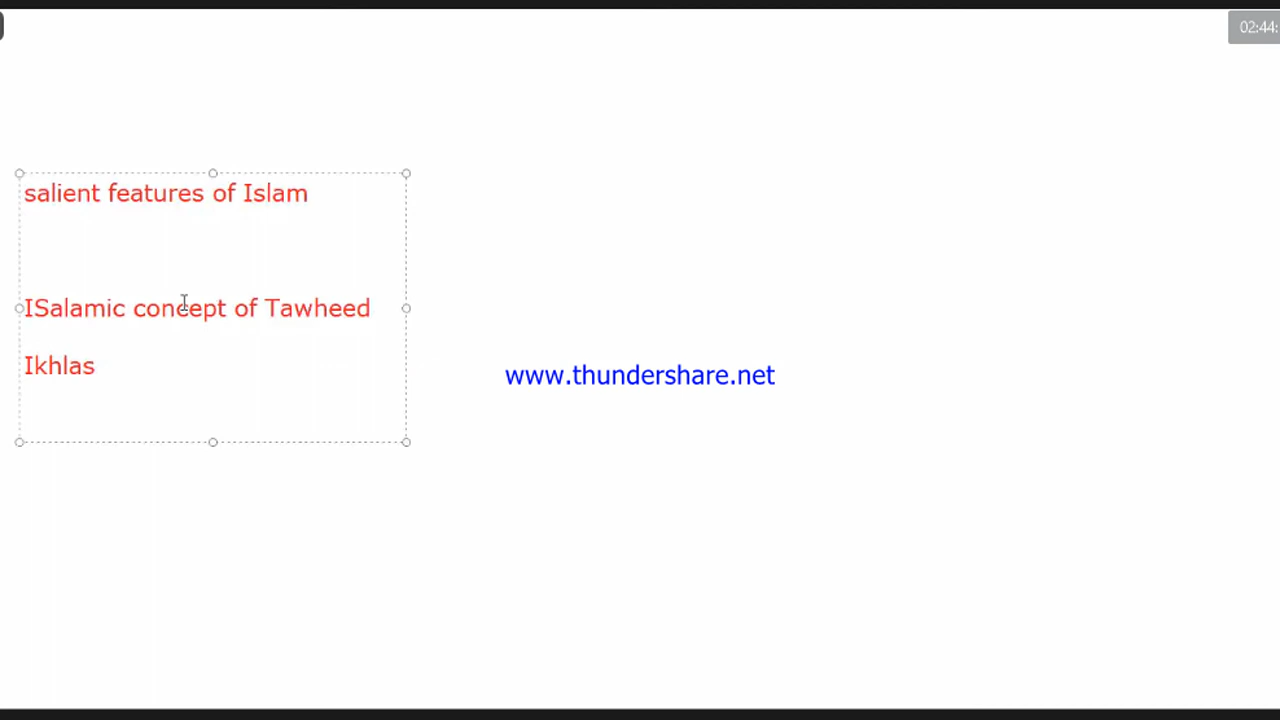 02:44:
salient features of Islam
ISalamic concept of Tawheed
Ikhlas
www.thundershare.net